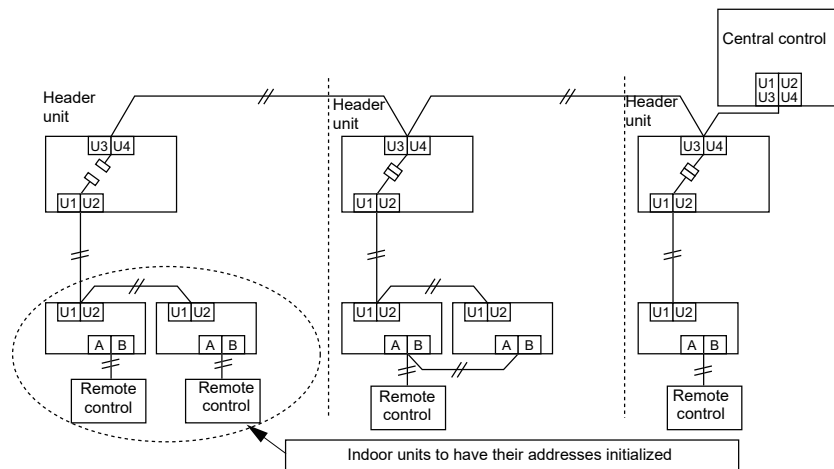 Central control
U1 U2
U3 U4
Header
unit
Header
unit
Header
unit
U3 U4
U3 U4
U3 U4
U1 U2
U1 U2
U1 U2
U1 U2
U1 U2
U1 U2
U1 U2
U1 U2
A B
A B
A B
A B
A B
Remote
control
Remote
control
Remote
control
Remote
control
Indoor units to have their addresses initialized